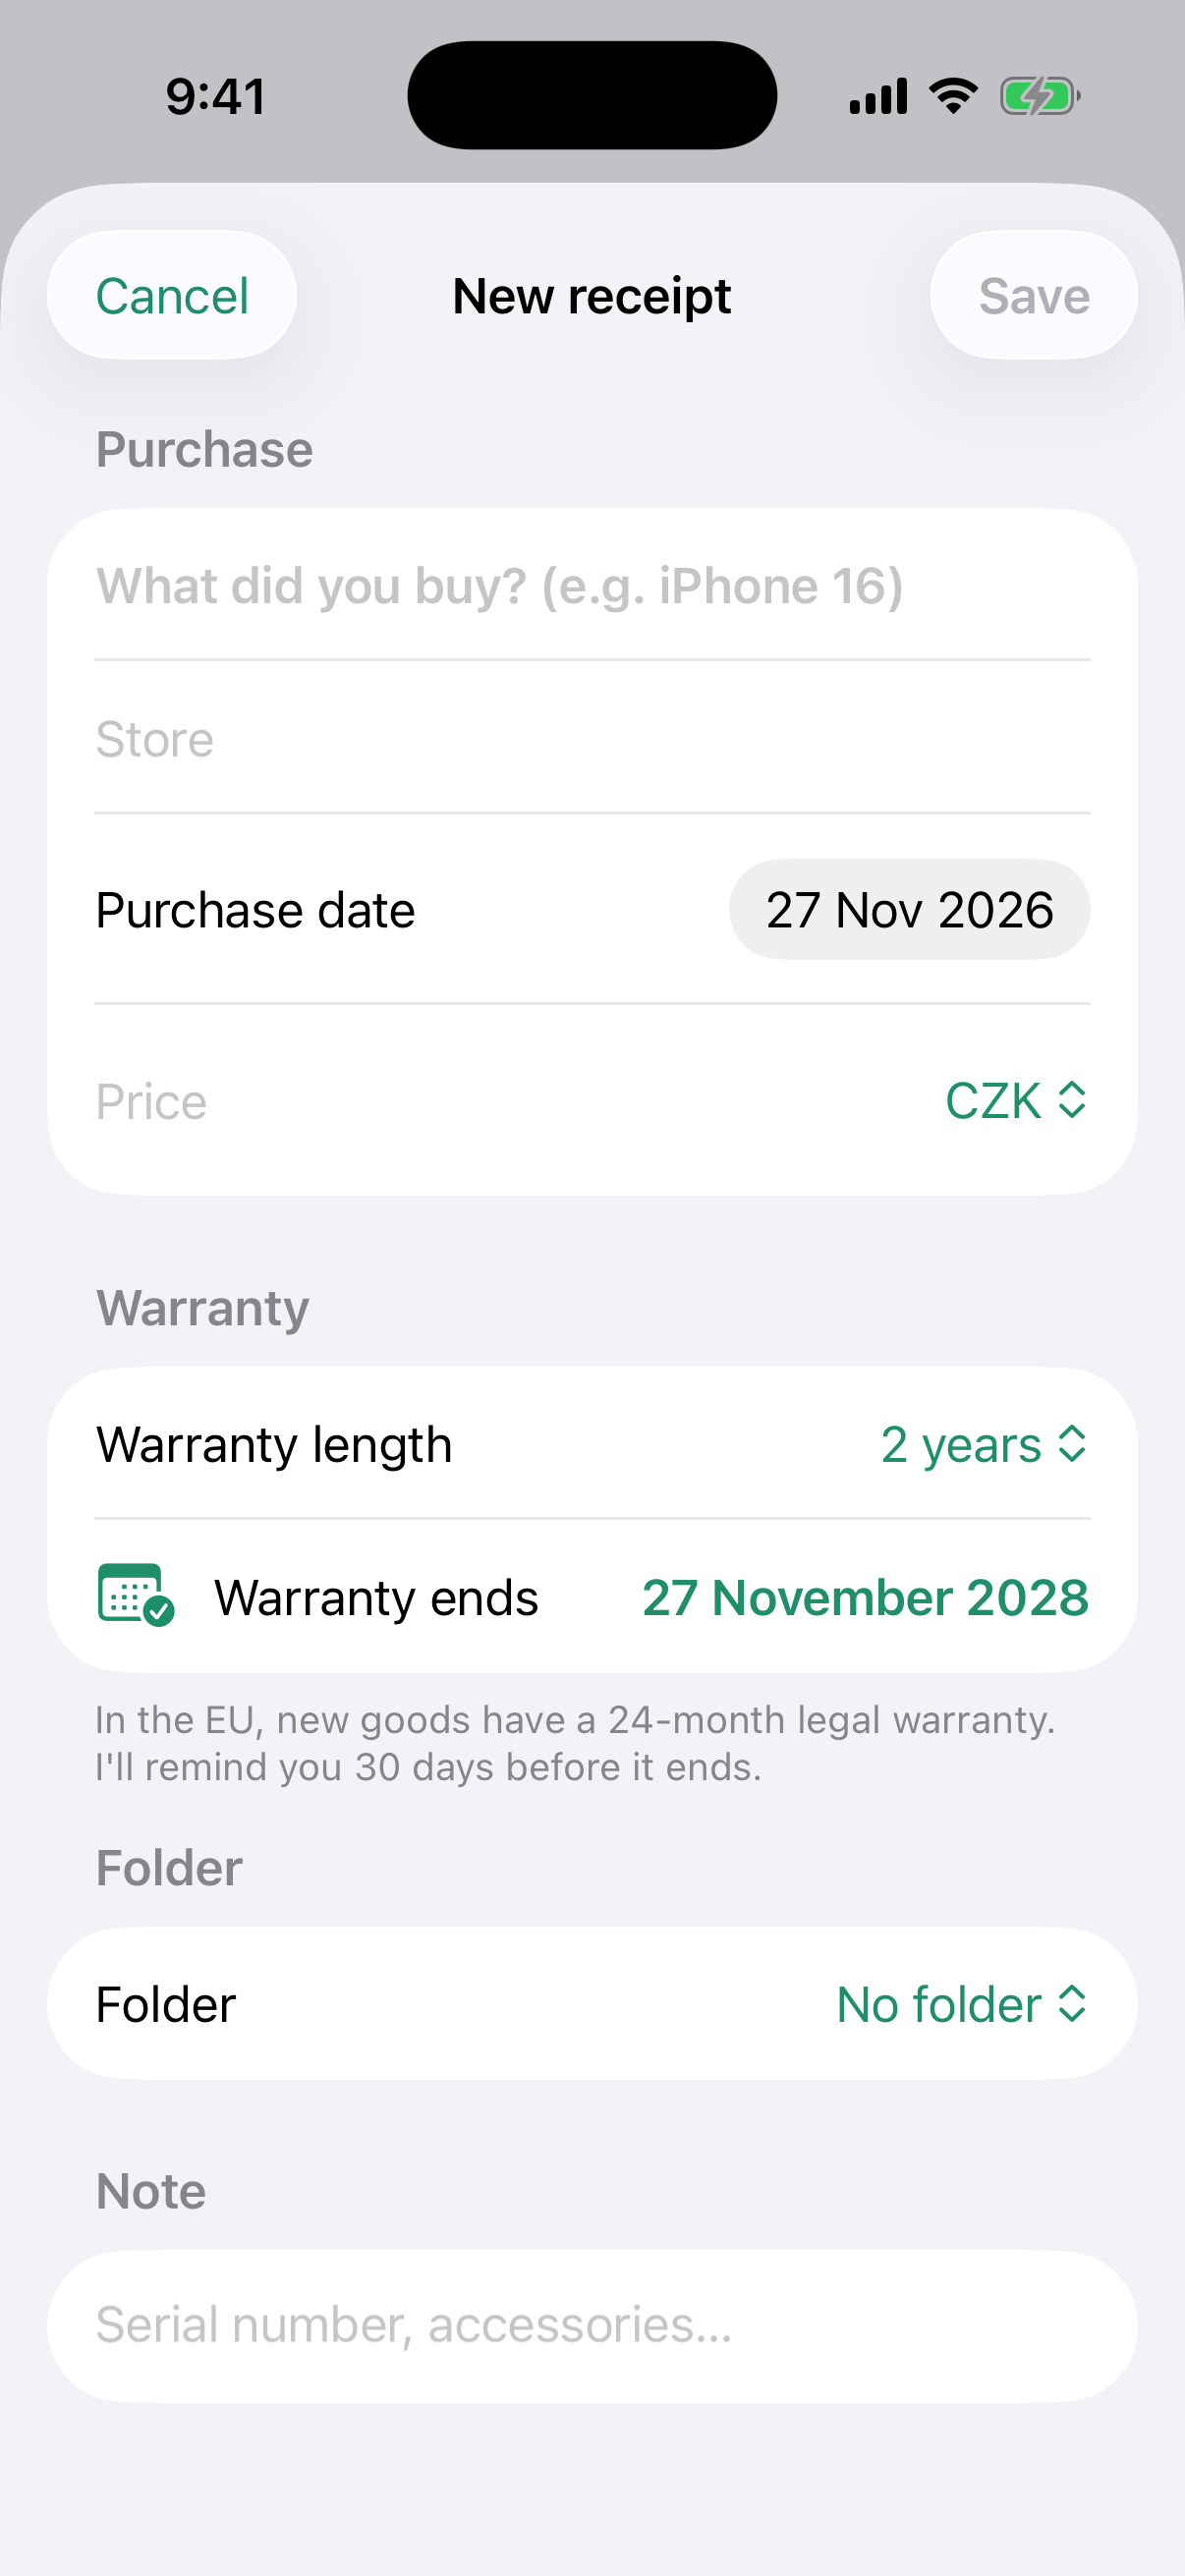 9:41
Cancel
New receipt
Save
Purchase
What did you buy? (e.g. iPhone 16)
Store
Purchase date
27 Nov 2026
Price
CZK
Warranty
Warranty length
2 years
Warranty ends
27 November 2028
In the EU, new goods have a 24-month legal warranty.
I'll remind you 30 days before it ends.
Folder
Folder
No folder
Note
Serial number, accessories...